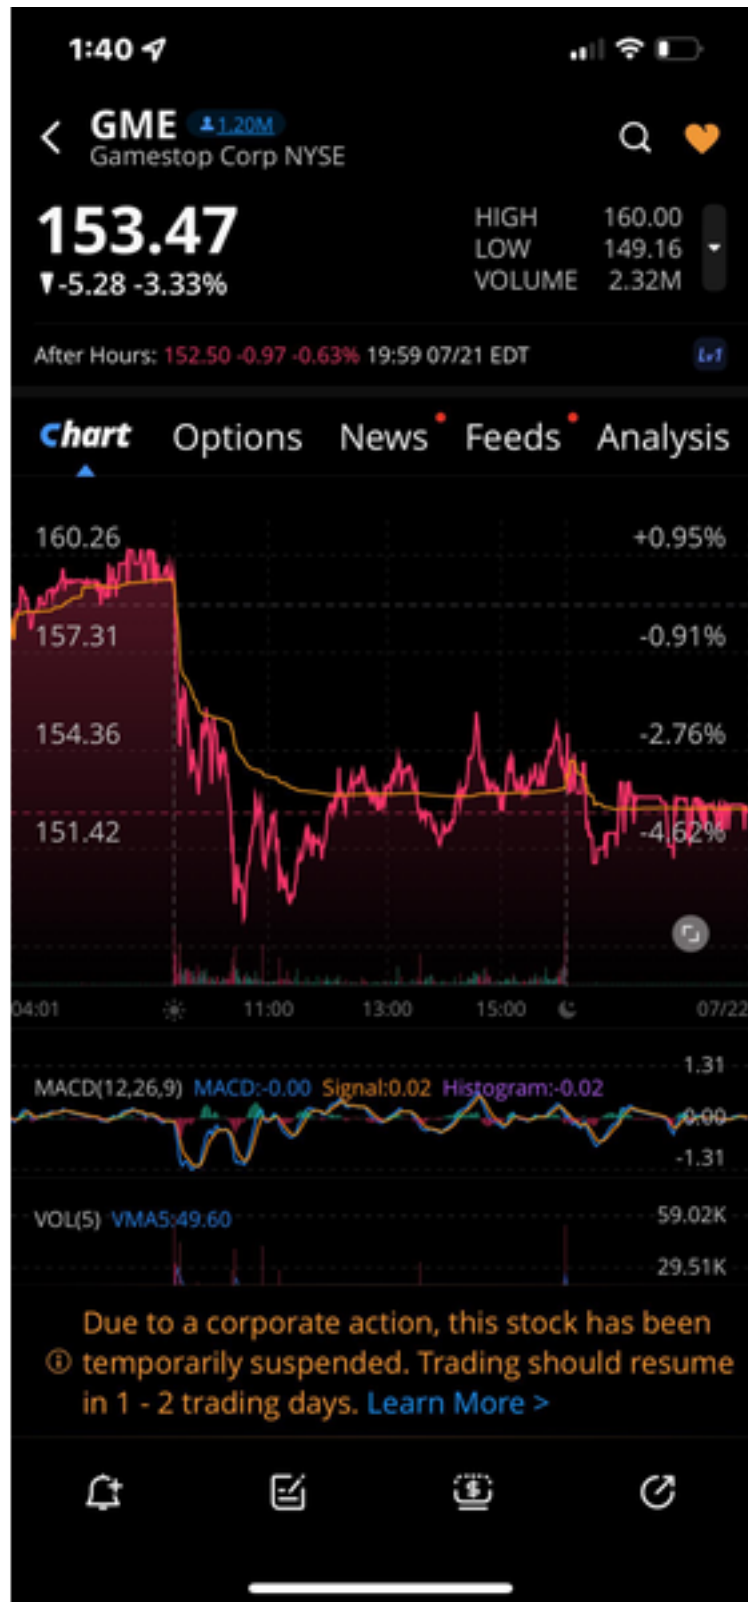 1:40
GME 1.20M
Gamestop Corp NYSE
153.47
-5.28 -3.33%
HIGH 160.00
LOW 149.16
VOLUME 2.32M
After Hours: 152.50 -0.97 -0.63% 19:59 07/21 EDT Lv1
Chart Options News Feeds Analysis
160.26 +0.95%
157.31 -0.91%
154.36 -2.76%
151.42 -4.62%
04:01 11:00 13:00 15:00 07/22
1.31
MACD(12,26,9) MACD:-0.00 Signal:0.02 Histogram:-0.02
0.00
-1.31
VOL(5) VMA5:49.60 59.02K
29.51K
Due to a corporate action, this stock has been
temporarily suspended. Trading should resume
in 1 - 2 trading days. Learn More >